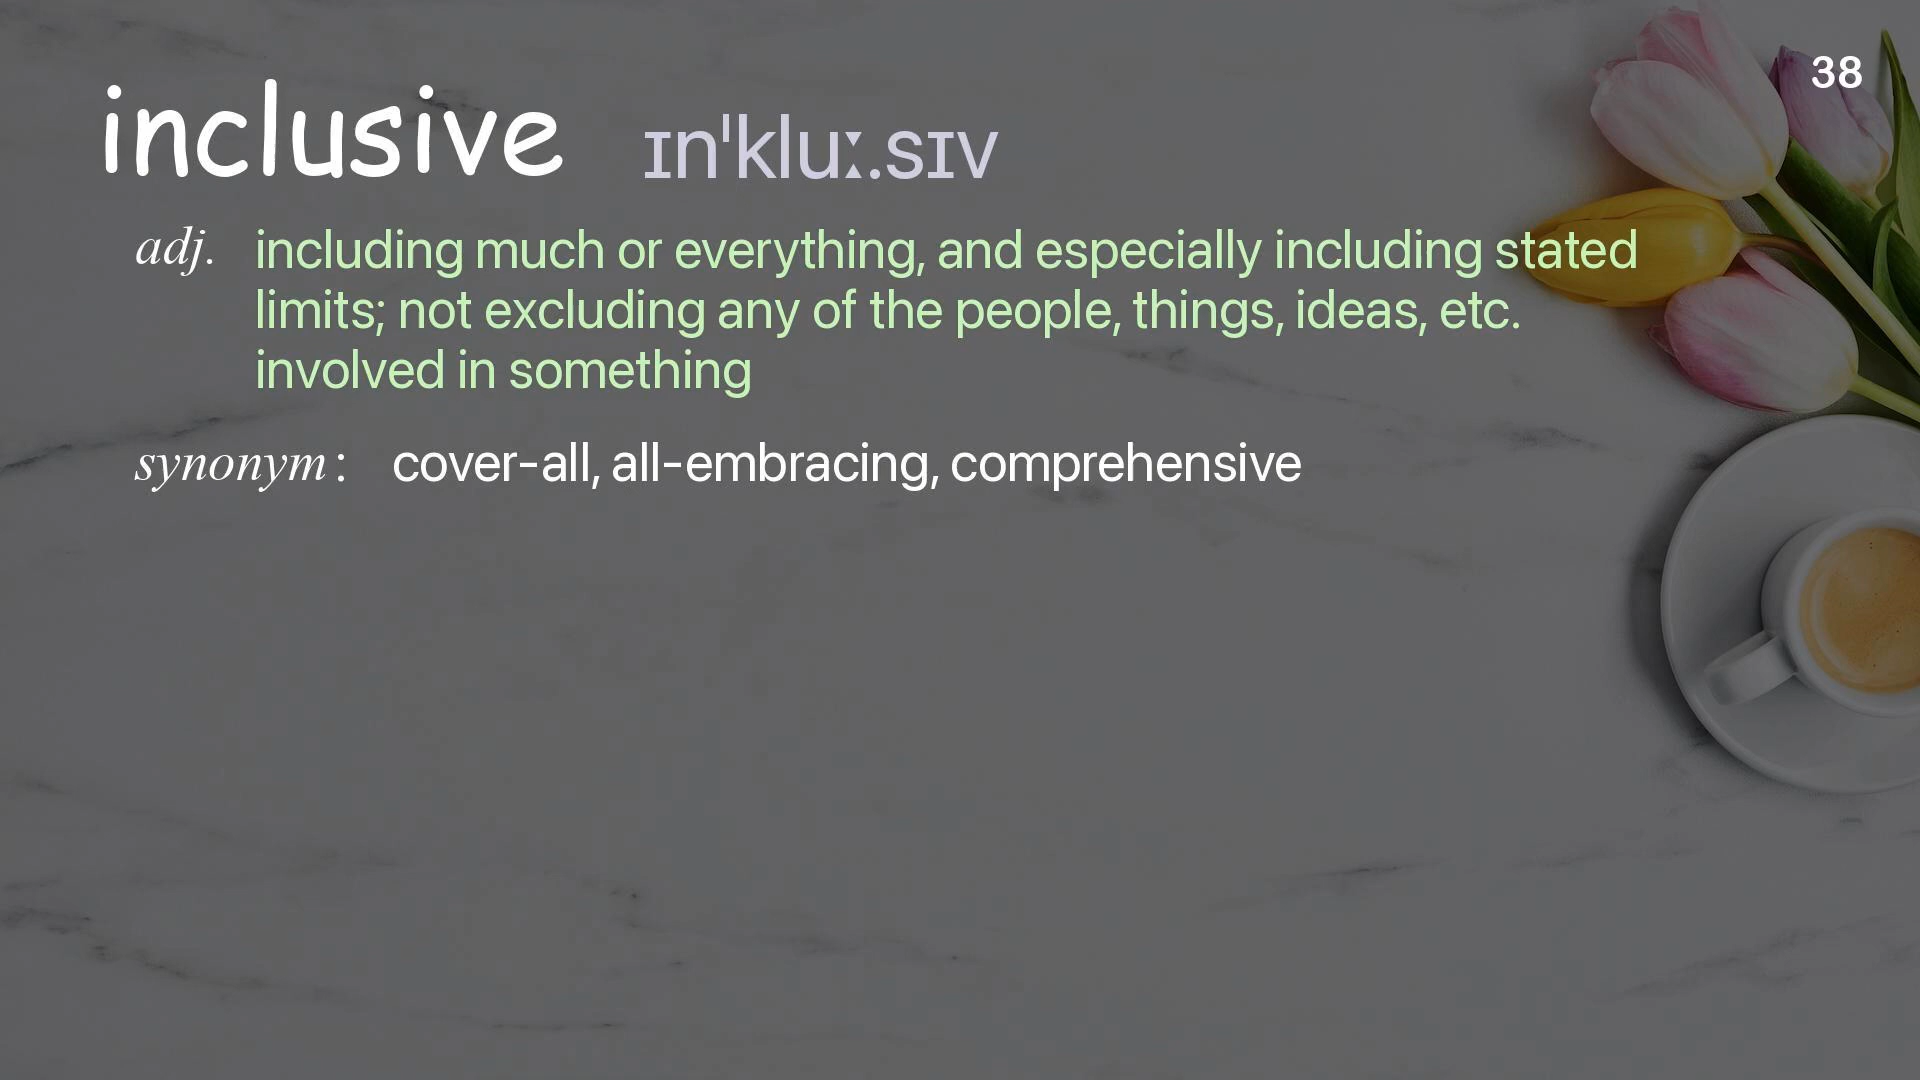 38
inclusive ɪnˈkluː.sɪv
adj. including much or everything, and especially including stated
limits; not excluding any of the people, things, ideas, etc.
involved in something
synonym : cover-all, all-embracing, comprehensive